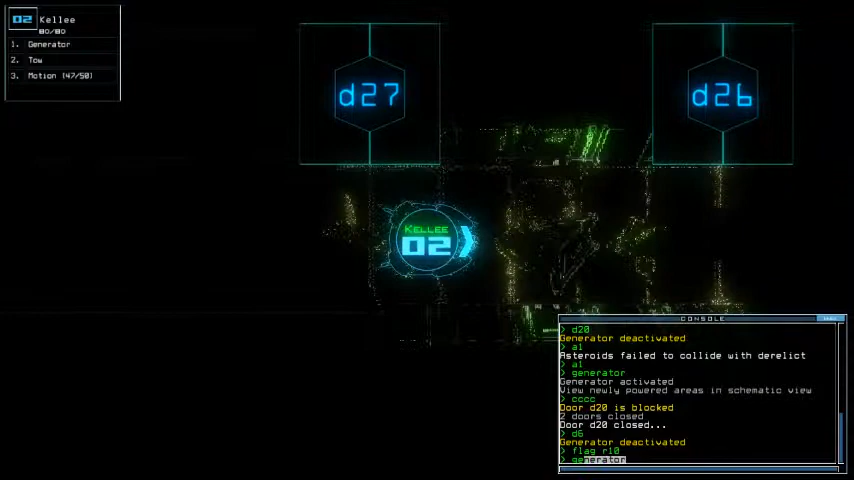 02 Kellee
80/80
1. Generator
2. Tow
3. Motion (47/50)
d27
d26
KELLEE
02
CONSOLE
> d20
Generator deactivated
> a1
Asteroids failed to collide with derelict
> a1
> generator
Generator activated
View newly powered areas in schematic view
> cccc
Door d20 is blocked
2 doors closed
Door d20 closed...
> d6
Generator deactivated
> flag r10
> generator